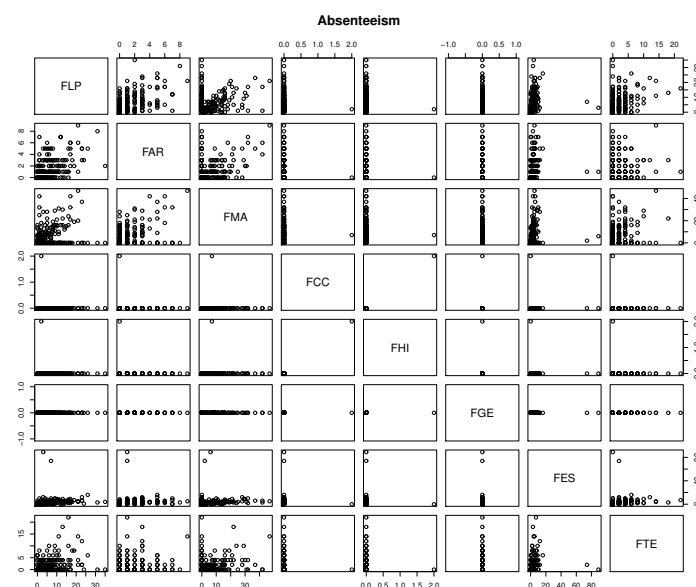 Absenteeism
0 2 4 6 8
0.0 0.5 1.0 1.5 2.0
−1.0 0.0 1.0
0 5 10 15 20
FLP
0 2 4 6 8
FAR
FMA
0.0 1.0 2.0
FCC
FHI
−1.0 0.0 1.0
FGE
FES
0 5 15
FTE
0 10 20 30
0 10 30
0.0 0.5 1.0 1.5 2.0
0 20 40 60 80